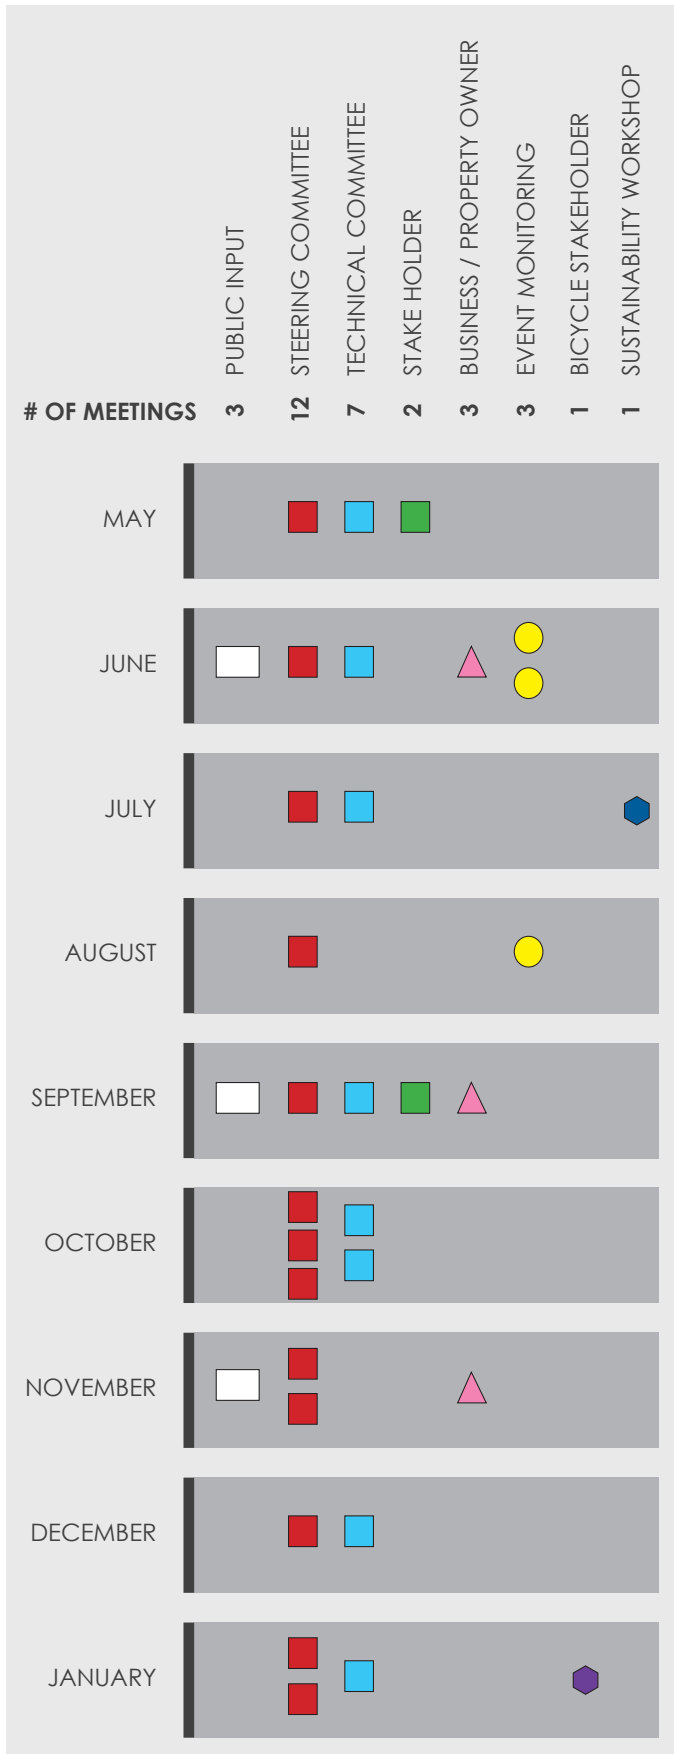 PUBLIC INPUT
STEERING COMMITTEE
TECHNICAL COMMITTEE
STAKE HOLDER
BUSINESS / PROPERTY OWNER
EVENT MONITORING
BICYCLE STAKEHOLDER
SUSTAINABILITY WORKSHOP
# OF MEETINGS 3 12 7 2 3 3 1 1
MAY
JUNE
JULY
AUGUST
SEPTEMBER
OCTOBER
NOVEMBER
DECEMBER
JANUARY